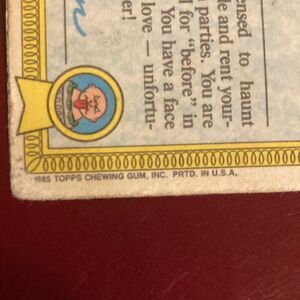 ensed to haunt
le and rent your-
parties. You are
l for "before" in
You have a face
love — unfortu-
er!
1985 TOPPS CHEWING GUM, INC. PRTD. IN U.S.A.